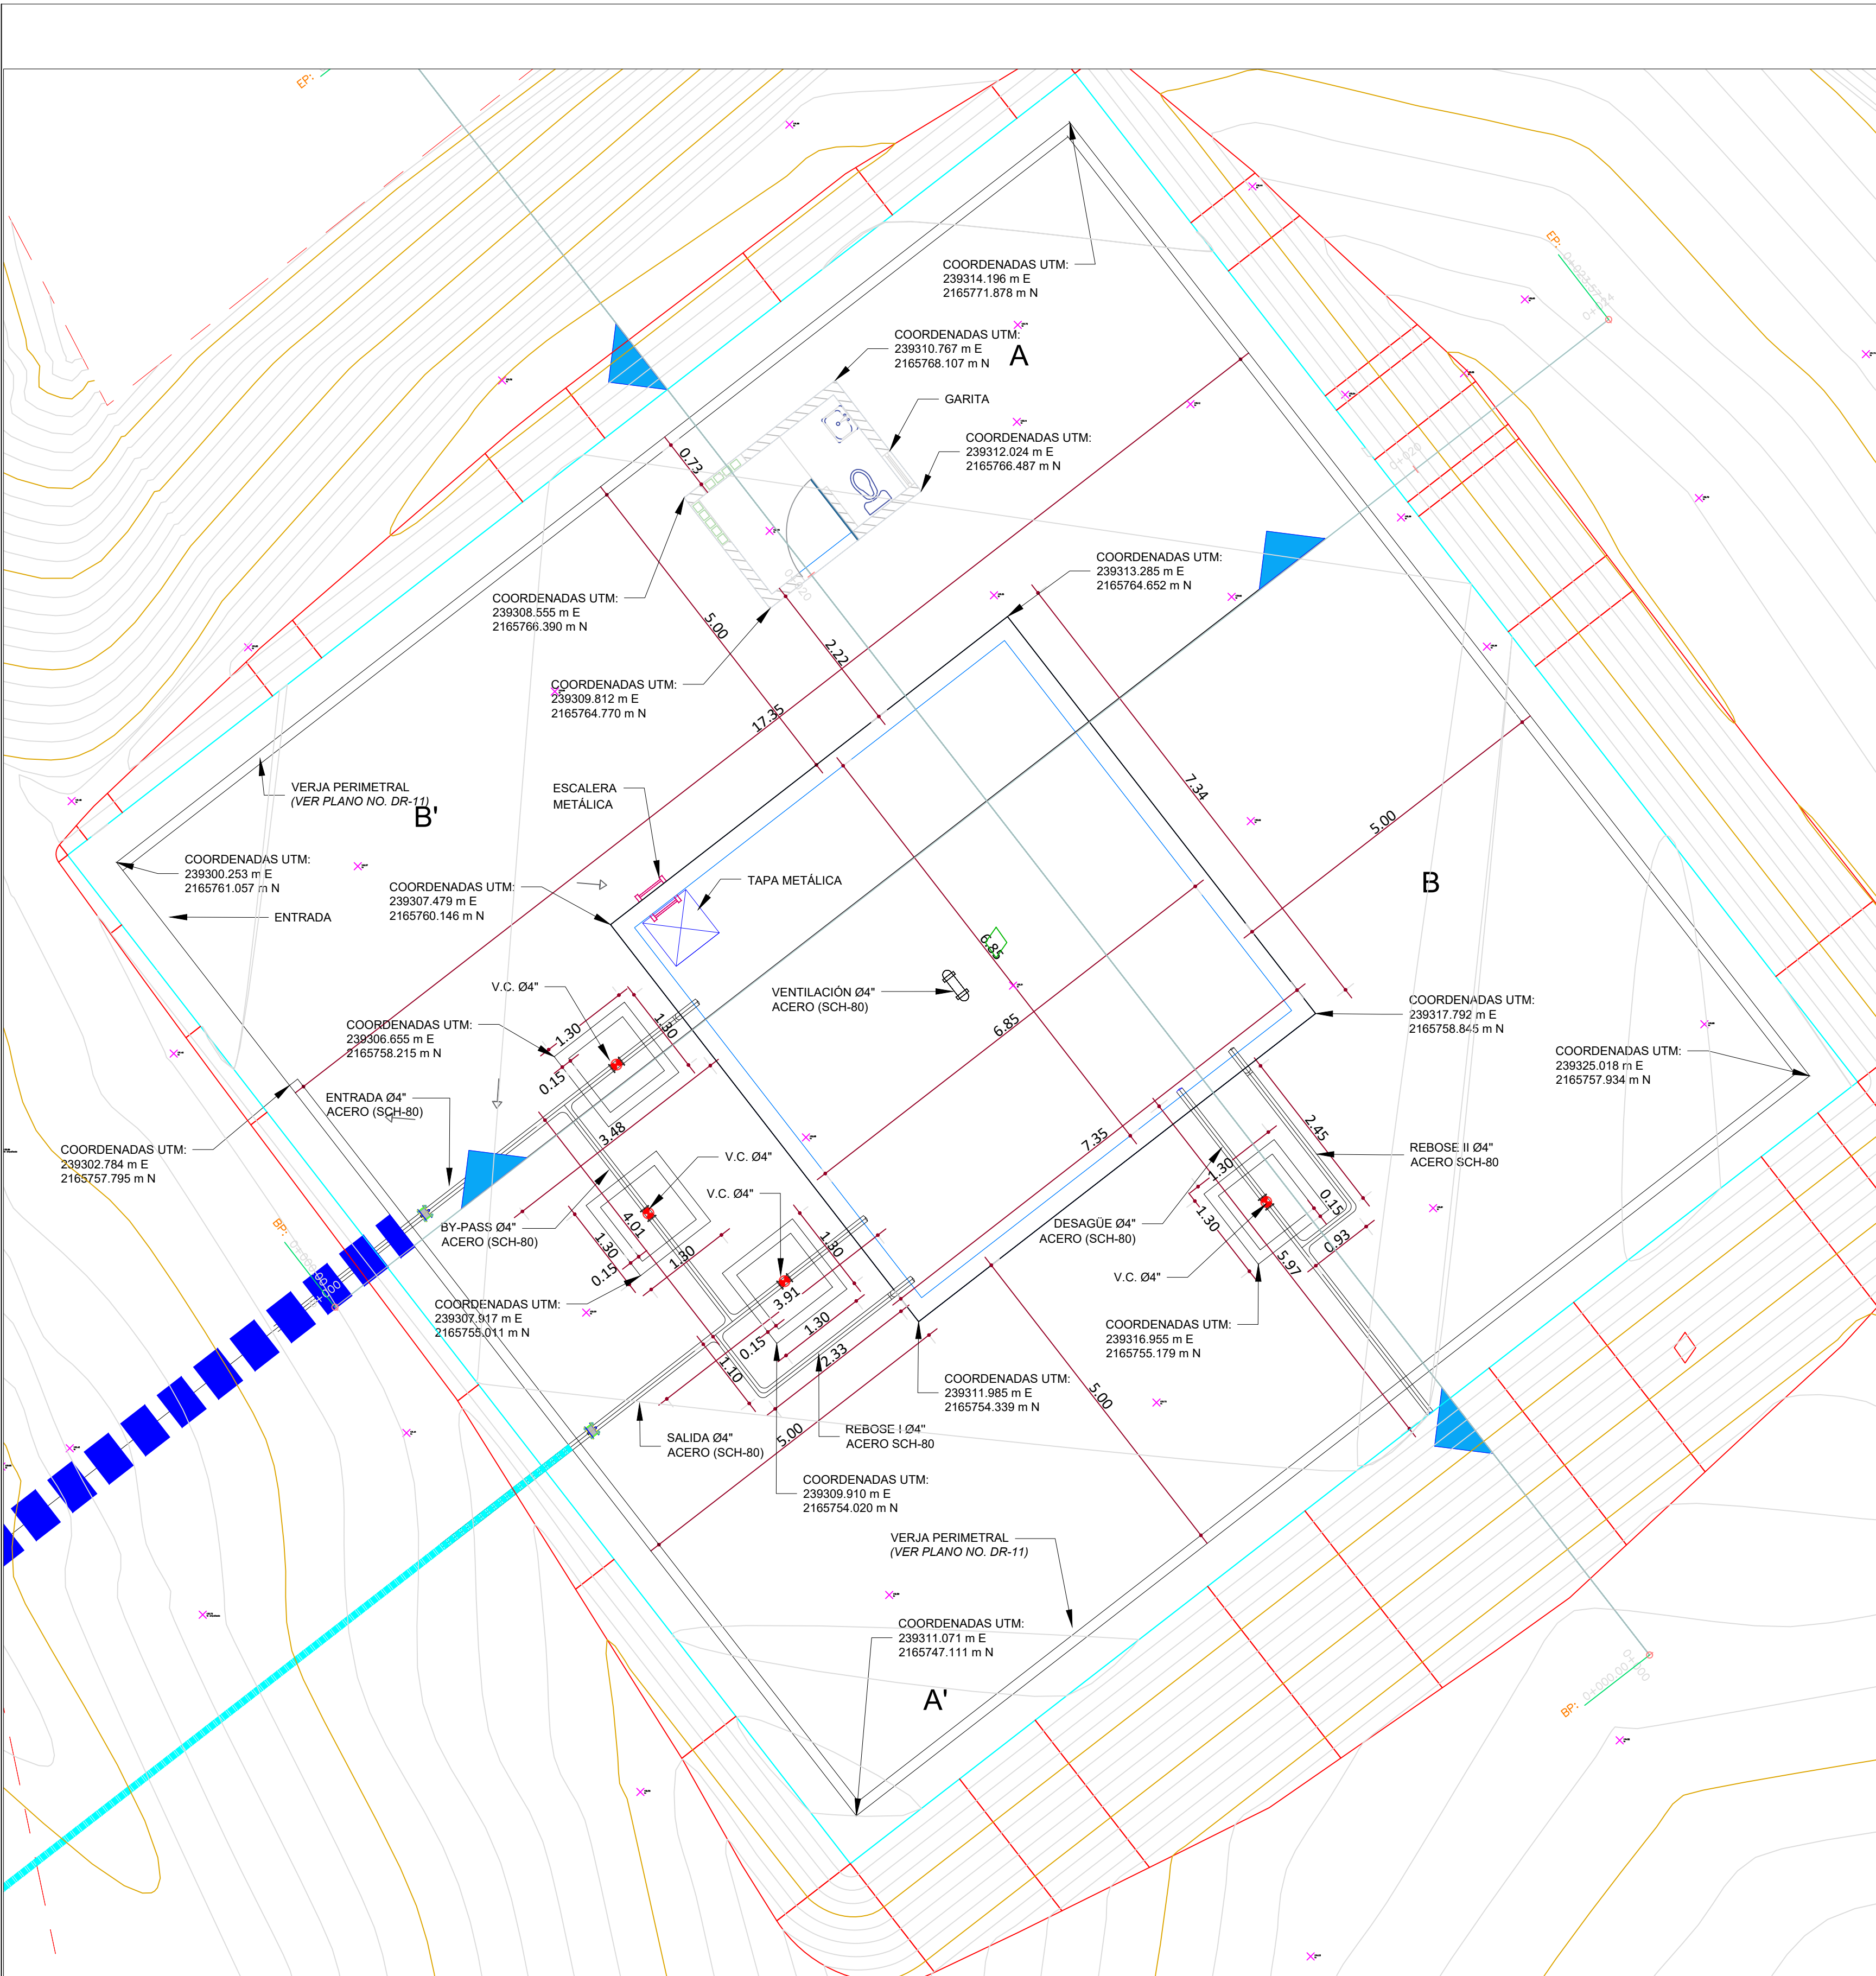 EP:
COORDENADAS UTM:
239314.196 m E
2165771.878 m N
EP:
COORDENADAS UTM:
239310.767 m E
2165768.107 m N
A
GARITA
COORDENADAS UTM:
239312.024 m E
2165766.487 m N
0.73
0+020
0+020
COORDENADAS UTM:
239313.285 m E
2165764.652 m N
COORDENADAS UTM:
239308.555 m E
2165766.390 m N
5.00
2.22
COORDENADAS UTM:
239309.812 m E
2165764.770 m N
17.35
7.34
5.00
VERJA PERIMETRAL
(VER PLANO NO. DR-11)
B'
ESCALERA
METÁLICA
COORDENADAS UTM:
239300.253 m E
2165761.057 m N
COORDENADAS UTM:
239307.479 m E
2165760.146 m N
TAPA METÁLICA
B
ENTRADA
6.85
V.C. Ø4"
VENTILACIÓN Ø4"
ACERO (SCH-80)
COORDENADAS UTM:
239317.792 m E
2165758.845 m N
COORDENADAS UTM:
239306.655 m E
2165758.215 m N
1.30
1.30
6.85
COORDENADAS UTM:
239325.018 m E
2165757.934 m N
0.15
ENTRADA Ø4"
ACERO (SCH-80)
3.48
7.35
2.45
COORDENADAS UTM:
239302.784 m E
2165757.795 m N
V.C. Ø4"
REBOSE II Ø4"
ACERO SCH-80
1.30
V.C. Ø4"
0.15
BY-PASS Ø4"
ACERO (SCH-80)
4.01
DESAGÜE Ø4"
ACERO (SCH-80)
1.30
0.93
BP:
1.30
0.15
1.30
1.30
5.97
V.C. Ø4"
3.91
COORDENADAS UTM:
239307.917 m E
2165755.011 m N
1.30
0.15
2.33
1.10
COORDENADAS UTM:
239316.955 m E
2165755.179 m N
COORDENADAS UTM:
239311.985 m E
2165754.339 m N
5.00
5.00
SALIDA Ø4"
ACERO (SCH-80)
REBOSE I Ø4"
ACERO SCH-80
COORDENADAS UTM:
239309.910 m E
2165754.020 m N
VERJA PERIMETRAL
(VER PLANO NO. DR-11)
COORDENADAS UTM:
239311.071 m E
2165747.111 m N
A'
BP:
0+000.00